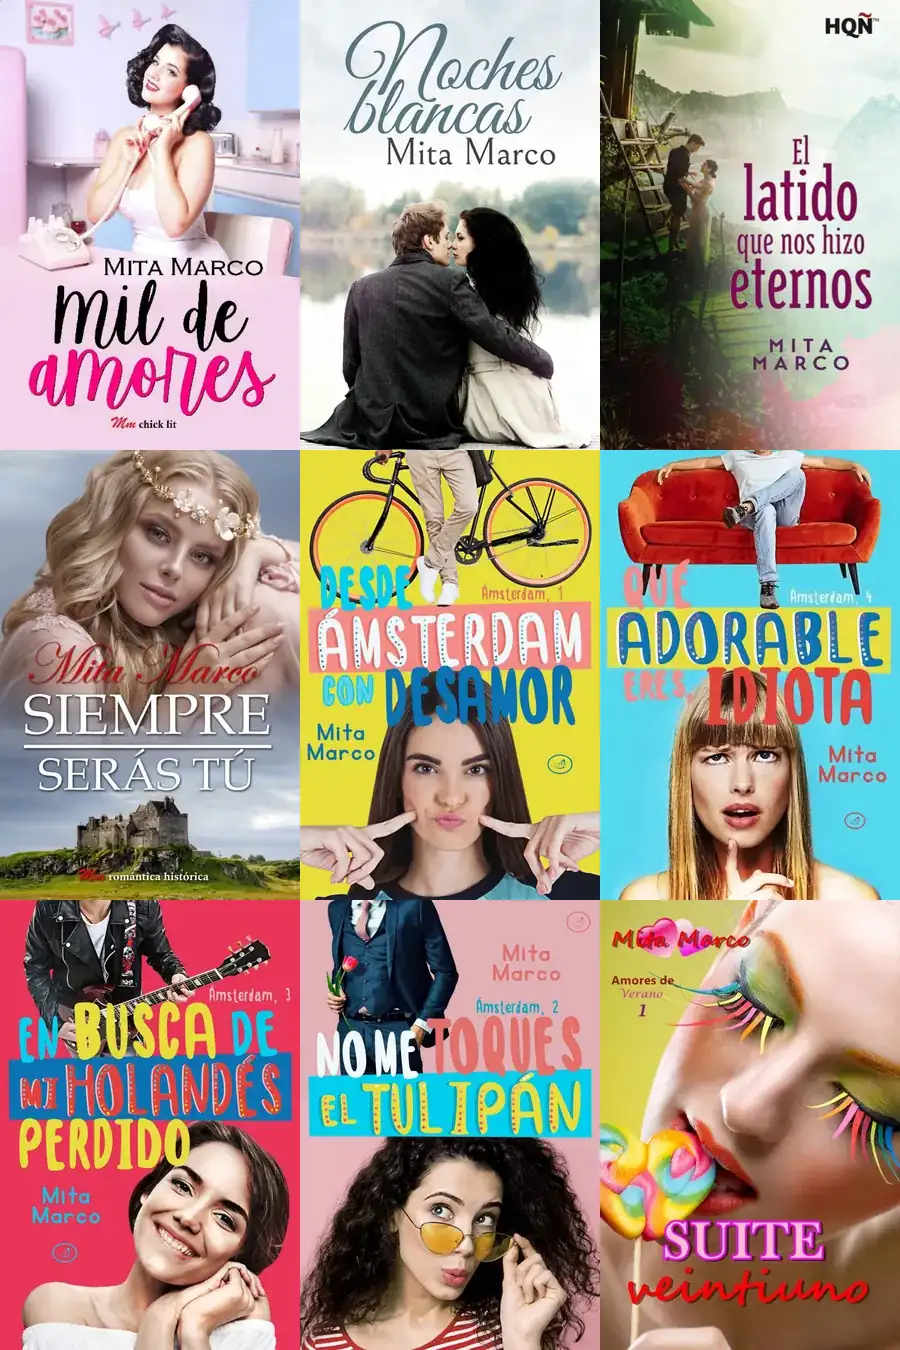 MITA MARCO
mil de
amores
Mm chick lit
Noches
blancas
Mita Marco
HQÑ™
El
latido
que nos hizo
eternos
MITA
MARCO
Mita Marco
SIEMPRE
SERÁS TÚ
Mm romántica histórica
DESDE
Ámsterdam, 1
ÁMSTERDAM
CON DESAMOR
Mita
Marco
QUÉ
Ámsterdam, 4
ADORABLE
ERES, IDIOTA
Mita
Marco
Ámsterdam, 3
EN BUSCA DE
MI HOLANDÉS
PERDIDO
Mita
Marco
Mita
Marco
Ámsterdam, 2
NO ME TOQUES
EL TULIPÁN
Mita Marco
Amores de
Verano
1
SUITE
veintiuno